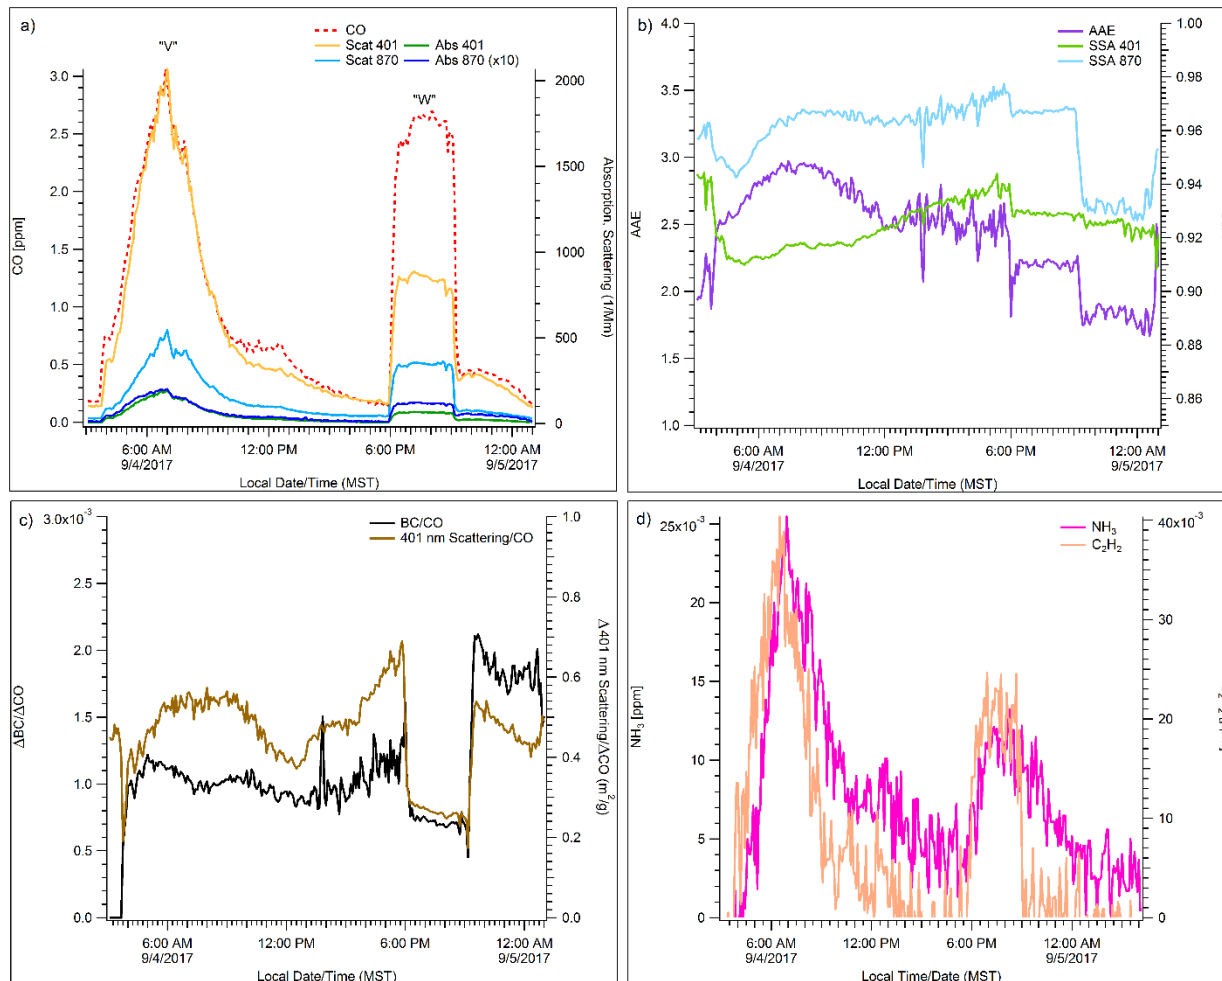 a)
CO
Scat 401
Abs 401
Scat 870
Abs 870 (x10)
"V"
"W"
3.0
2.5
2.0
1.5
1.0
0.5
0.0
CO [ppm]
2000
1500
1000
500
0
Absorption, Scattering (1/Mm)
6:00 AM
9/4/2017
12:00 PM
6:00 PM
12:00 AM
9/5/2017
Local Date/Time (MST)
b)
AAE
SSA 401
SSA 870
4.0
3.5
3.0
2.5
2.0
1.5
1.0
AAE
1.00
0.98
0.96
0.94
0.92
0.90
0.88
0.86
6:00 AM
9/4/2017
12:00 PM
6:00 PM
12:00 AM
9/5/2017
Local Date/Time (MST)
c)
BC/CO
401 nm Scattering/CO
3.0x10⁻³
2.5
2.0
1.5
1.0
0.5
0.0
ΔBC/ΔCO
1.0
0.8
0.6
0.4
0.2
0.0
Δ 401 nm Scattering/ΔCO (m²/g)
6:00 AM
9/4/2017
12:00 PM
6:00 PM
12:00 AM
9/5/2017
Local Date/Time (MST)
d)
NH₃
C₂H₂
25x10⁻³
20
15
10
5
0
NH₃ [ppm]
40x10⁻³
30
20
10
0
6:00 AM
9/4/2017
12:00 PM
6:00 PM
12:00 AM
9/5/2017
Local Time/Date (MST)